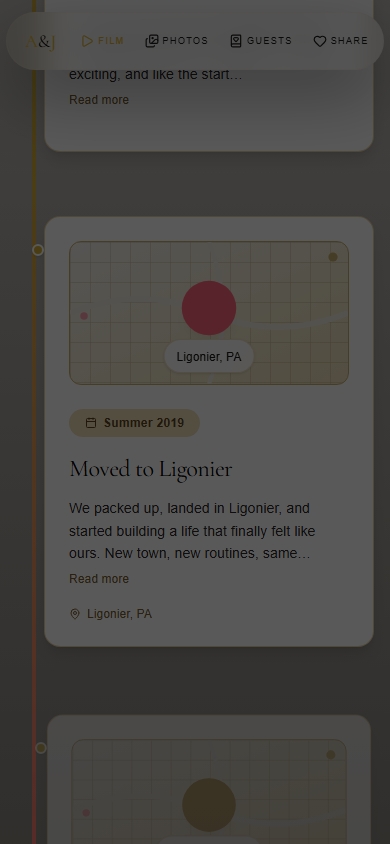 A&J FILM PHOTOS GUESTS SHARE
exciting, and like the start...
Read more
Ligonier, PA
Summer 2019
Moved to Ligonier
We packed up, landed in Ligonier, and
started building a life that finally felt like
ours. New town, new routines, same...
Read more
Ligonier, PA